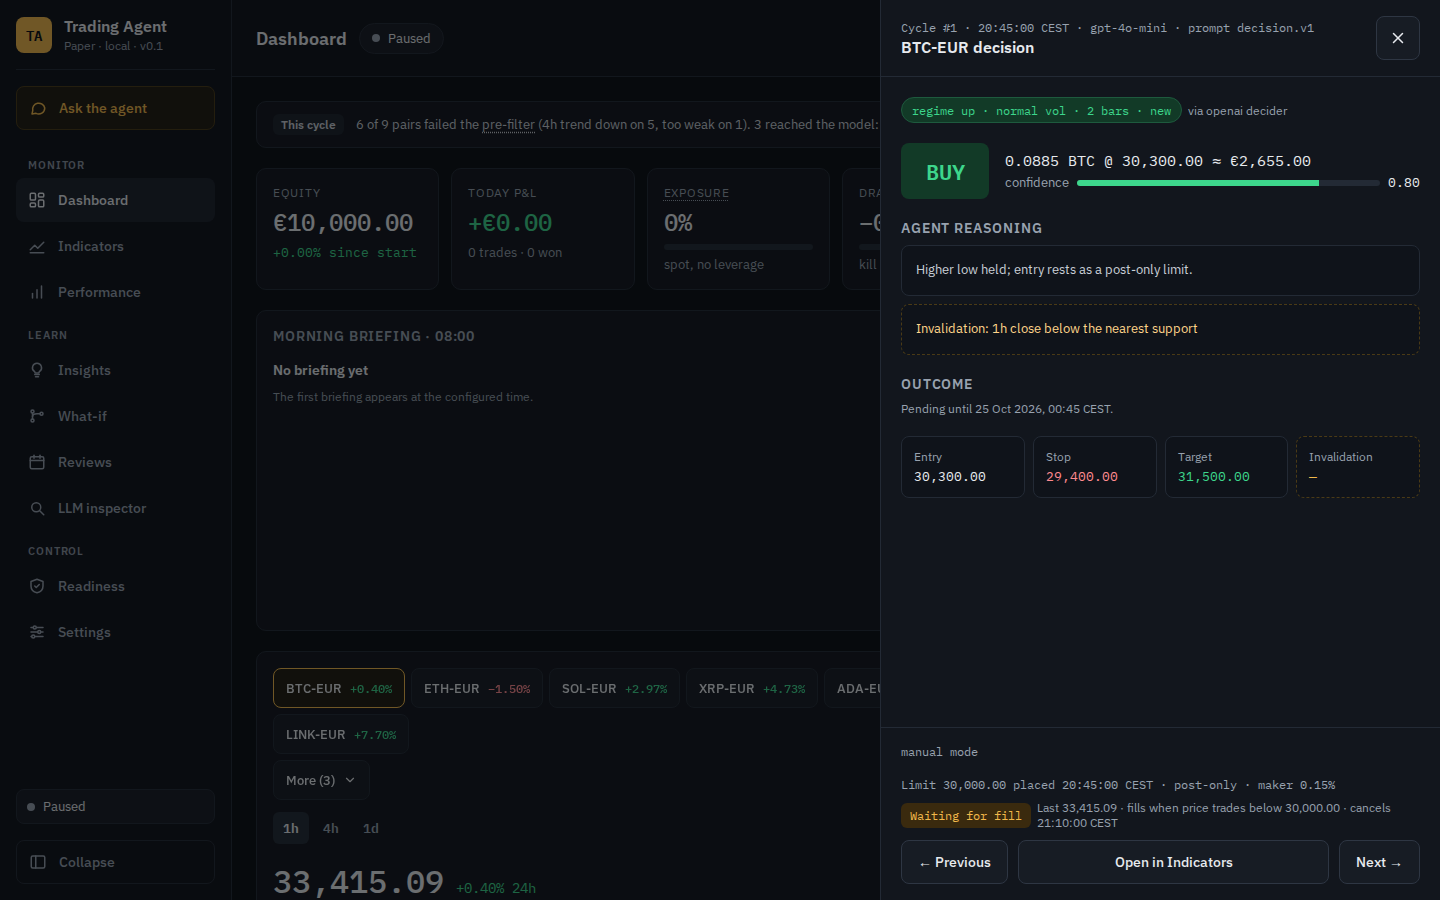 TA
Trading Agent
Paper · local · v0.1
Ask the agent
MONITOR
Dashboard
Indicators
Performance
LEARN
Insights
What-if
Reviews
LLM inspector
CONTROL
Readiness
Settings
Paused
Collapse
Dashboard
Paused
This cycle 6 of 9 pairs failed the pre-filter (4h trend down on 5, too weak on 1). 3 reached the model:
EQUITY
€10,000.00
+0.00% since start
TODAY P&L
+€0.00
0 trades · 0 won
EXPOSURE
0%
spot, no leverage
DRA
−0
kill
MORNING BRIEFING · 08:00
No briefing yet
The first briefing appears at the configured time.
BTC-EUR +0.40%
ETH-EUR −1.50%
SOL-EUR +2.97%
XRP-EUR +4.73%
ADA-EU
LINK-EUR +7.70%
More (3)
1h 4h 1d
33,415.09 +0.40% 24h
Cycle #1 · 20:45:00 CEST · gpt-4o-mini · prompt decision.v1
BTC-EUR decision
regime up · normal vol · 2 bars · new via openai decider
BUY
0.0885 BTC @ 30,300.00 ≈ €2,655.00
confidence 0.80
AGENT REASONING
Higher low held; entry rests as a post-only limit.
Invalidation: 1h close below the nearest support
OUTCOME
Pending until 25 Oct 2026, 00:45 CEST.
Entry
30,300.00
Stop
29,400.00
Target
31,500.00
Invalidation
—
manual mode
Limit 30,000.00 placed 20:45:00 CEST · post-only · maker 0.15%
Waiting for fill
Last 33,415.09 · fills when price trades below 30,000.00 · cancels
21:10:00 CEST
← Previous
Open in Indicators
Next →